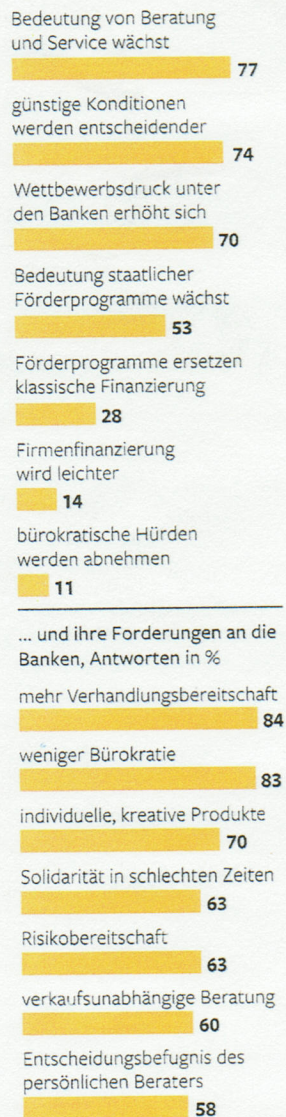 Bedeutung von Beratung
und Service wächst
77
günstige Konditionen
werden entscheidender
74
Wettbewerbsdruck unter
den Banken erhöht sich
70
Bedeutung staatlicher
Förderprogramme wächst
53
Förderprogramme ersetzen
klassische Finanzierung
28
Firmenfinanzierung
wird leichter
14
bürokratische Hürden
werden abnehmen
11
... und ihre Forderungen an die
Banken, Antworten in %
mehr Verhandlungsbereitschaft
84
weniger Bürokratie
83
individuelle, kreative Produkte
70
Solidarität in schlechten Zeiten
63
Risikobereitschaft
63
verkaufsunabhängige Beratung
60
Entscheidungsbefugnis des
persönlichen Beraters
58